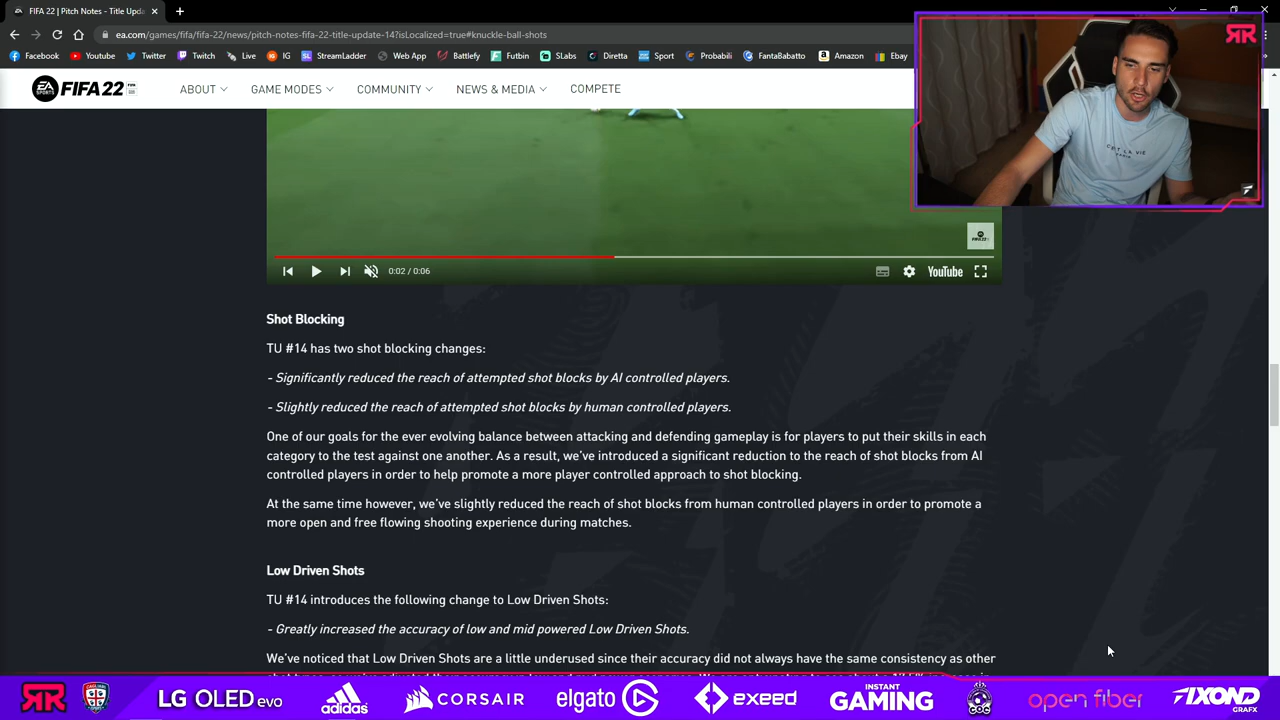 FIFA 22 | Pitch Notes - Title Upda
ea.com/games/fifa/fifa-22/news/pitch-notes-title-update-14?isLocalized=true#knuckle-ball-shots
Facebook Youtube Twitter Twitch Live IG StreamLadder Web App Battlefy Futbin SLabs Diretta Sport Probabili FantaBabatto Amazon Ebay
EA SPORTS FIFA 22 ABOUT GAME MODES COMMUNITY NEWS & MEDIA COMPETE
C'EST LA VIE
PARIS
0:02 / 0:06 YouTube
Shot Blocking
TU #14 has two shot blocking changes:
- Significantly reduced the reach of attempted shot blocks by AI controlled players.
- Slightly reduced the reach of attempted shot blocks by human controlled players.
One of our goals for the ever evolving balance between attacking and defending gameplay is for players to put their skills in each
category to the test against one another. As a result, we've introduced a significant reduction to the reach of shot blocks from AI
controlled players in order to help promote a more player controlled approach to shot blocking.
At the same time however, we've slightly reduced the reach of shot blocks from human controlled players in order to promote a
more open and free flowing shooting experience during matches.
Low Driven Shots
TU #14 introduces the following change to Low Driven Shots:
- Greatly increased the accuracy of low and mid powered Low Driven Shots.
We've noticed that Low Driven Shots are a little underused since their accuracy did not always have the same consistency as other
LG OLED evo adidas CORSAIR elgato exeed INSTANT GAMING COG open fiber FIXOND GRAFX